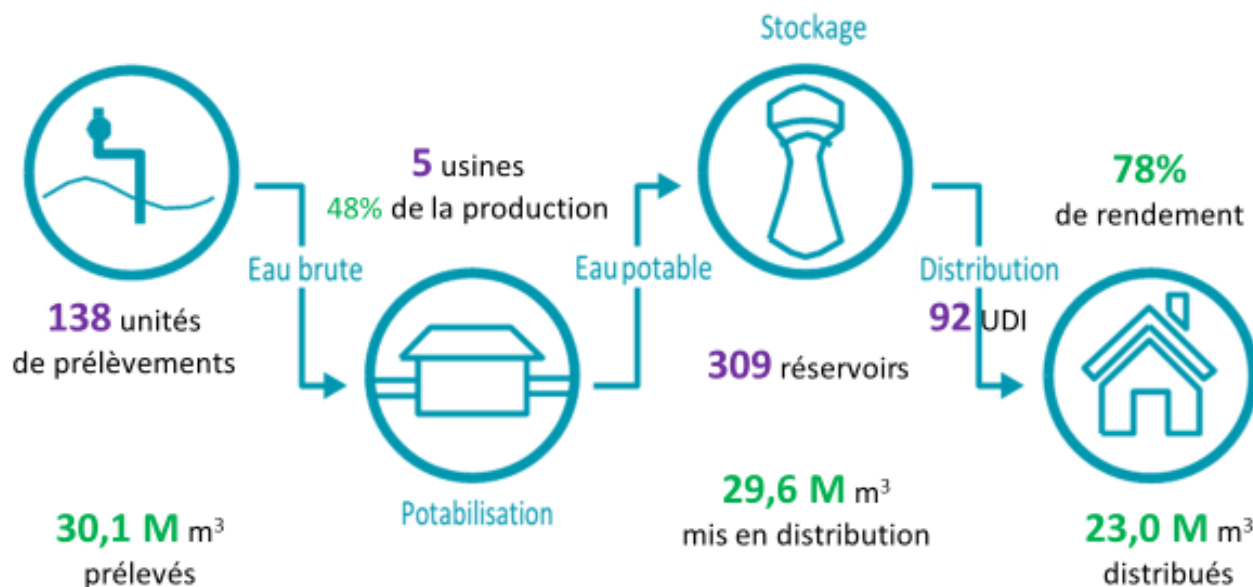 Stockage
5 usines
48% de la production
78%
de rendement
Eau brute
Eau potable
Distribution
138 unités
de prélèvements
92 UDI
309 réservoirs
Potabilisation
30,1 M m³
prélevés
29,6 M m³
mis en distribution
23,0 M m³
distribués